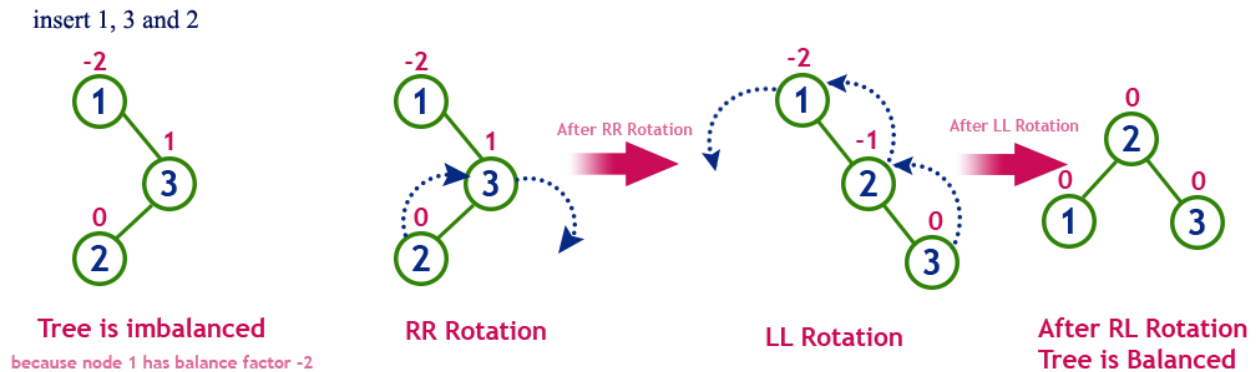 insert 1, 3 and 2
-2
1
1
3
0
2
Tree is imbalanced
because node 1 has balance factor -2
-2
1
1
3
0
2
RR Rotation
After RR Rotation
-2
1
-1
2
0
3
LL Rotation
After LL Rotation
0
2
0
1
0
3
After RL Rotation
Tree is Balanced